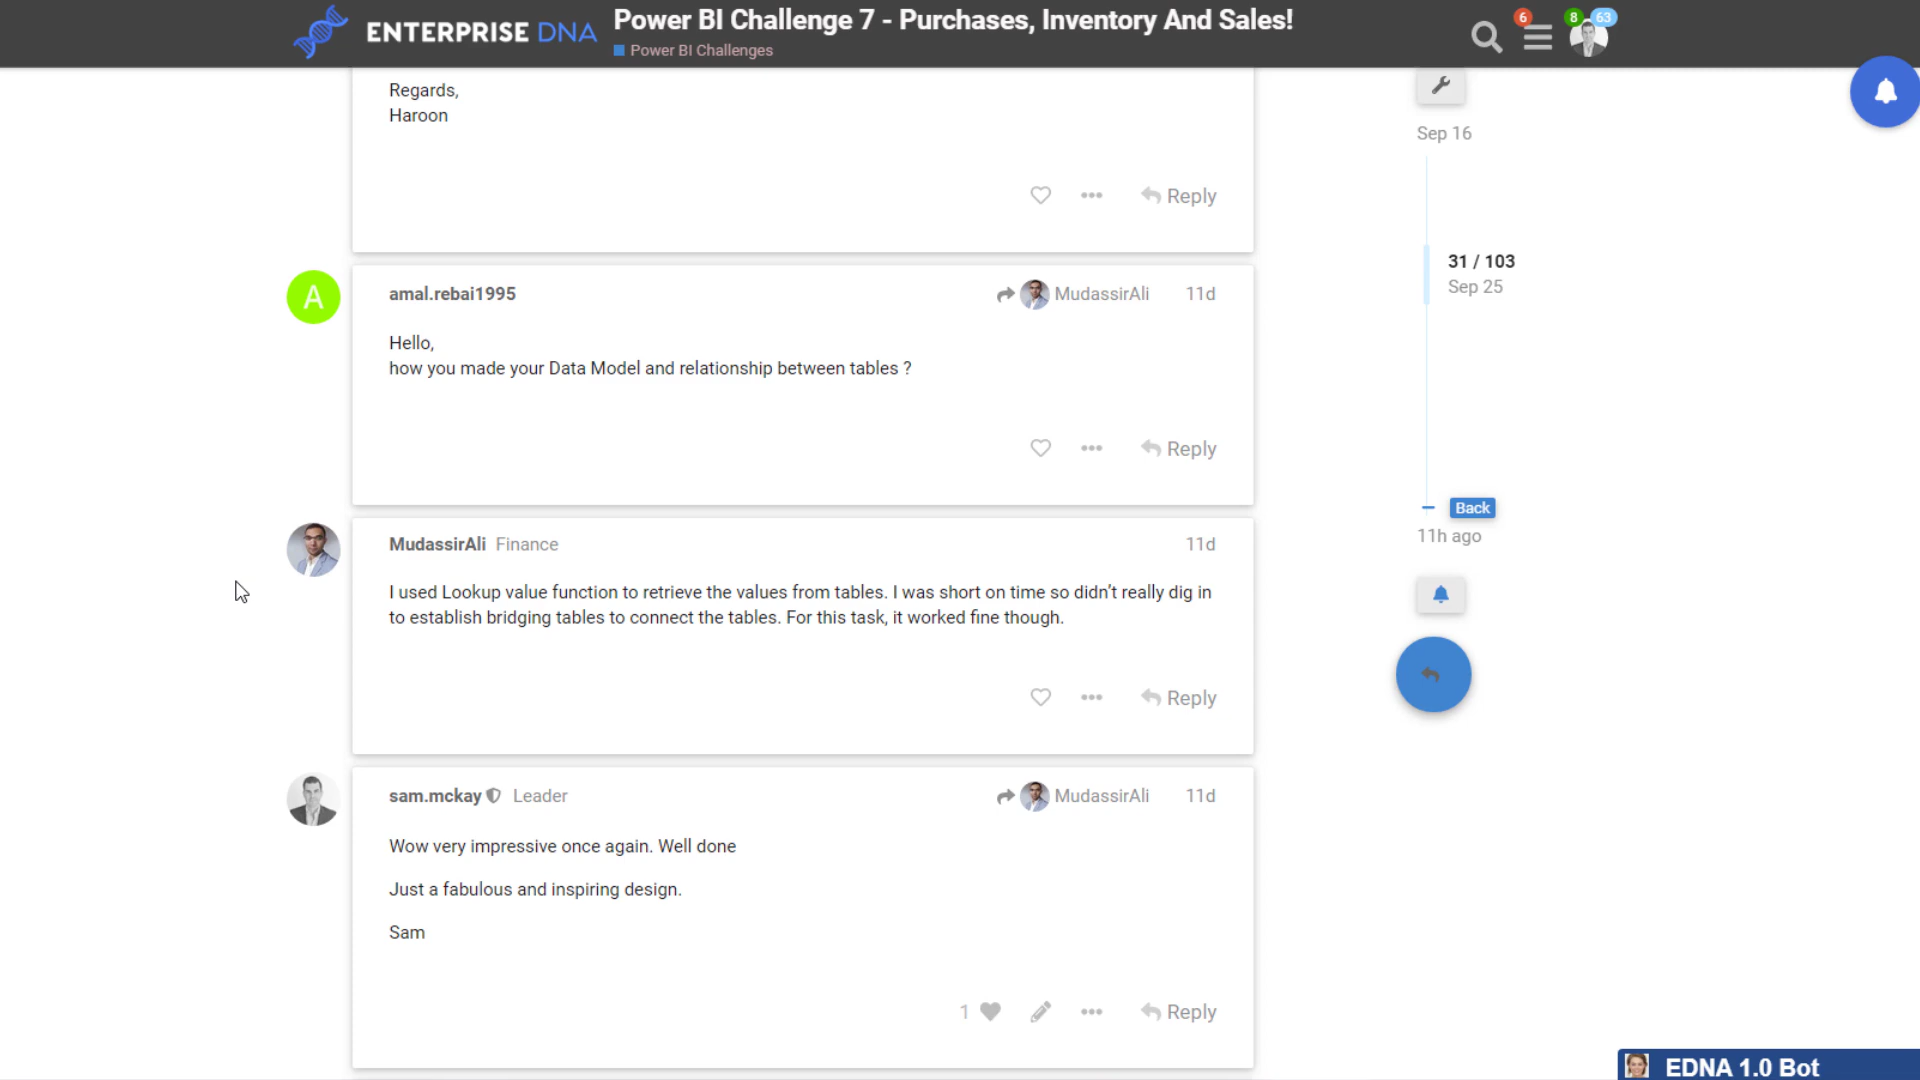 ENTERPRISE DNA
Power BI Challenge 7 - Purchases, Inventory And Sales!
Power BI Challenges
6
8
63
Regards,
Haroon
Reply
Sep 16
31 / 103
Sep 25
A
amal.rebai1995
MudassirAli
11d
Hello,
how you made your Data Model and relationship between tables ?
Reply
Back
11h ago
MudassirAli Finance
11d
I used Lookup value function to retrieve the values from tables. I was short on time so didn’t really dig in
to establish bridging tables to connect the tables. For this task, it worked fine though.
Reply
sam.mckay Leader
MudassirAli
11d
Wow very impressive once again. Well done
Just a fabulous and inspiring design.
Sam
1
Reply
EDNA 1.0 Bot